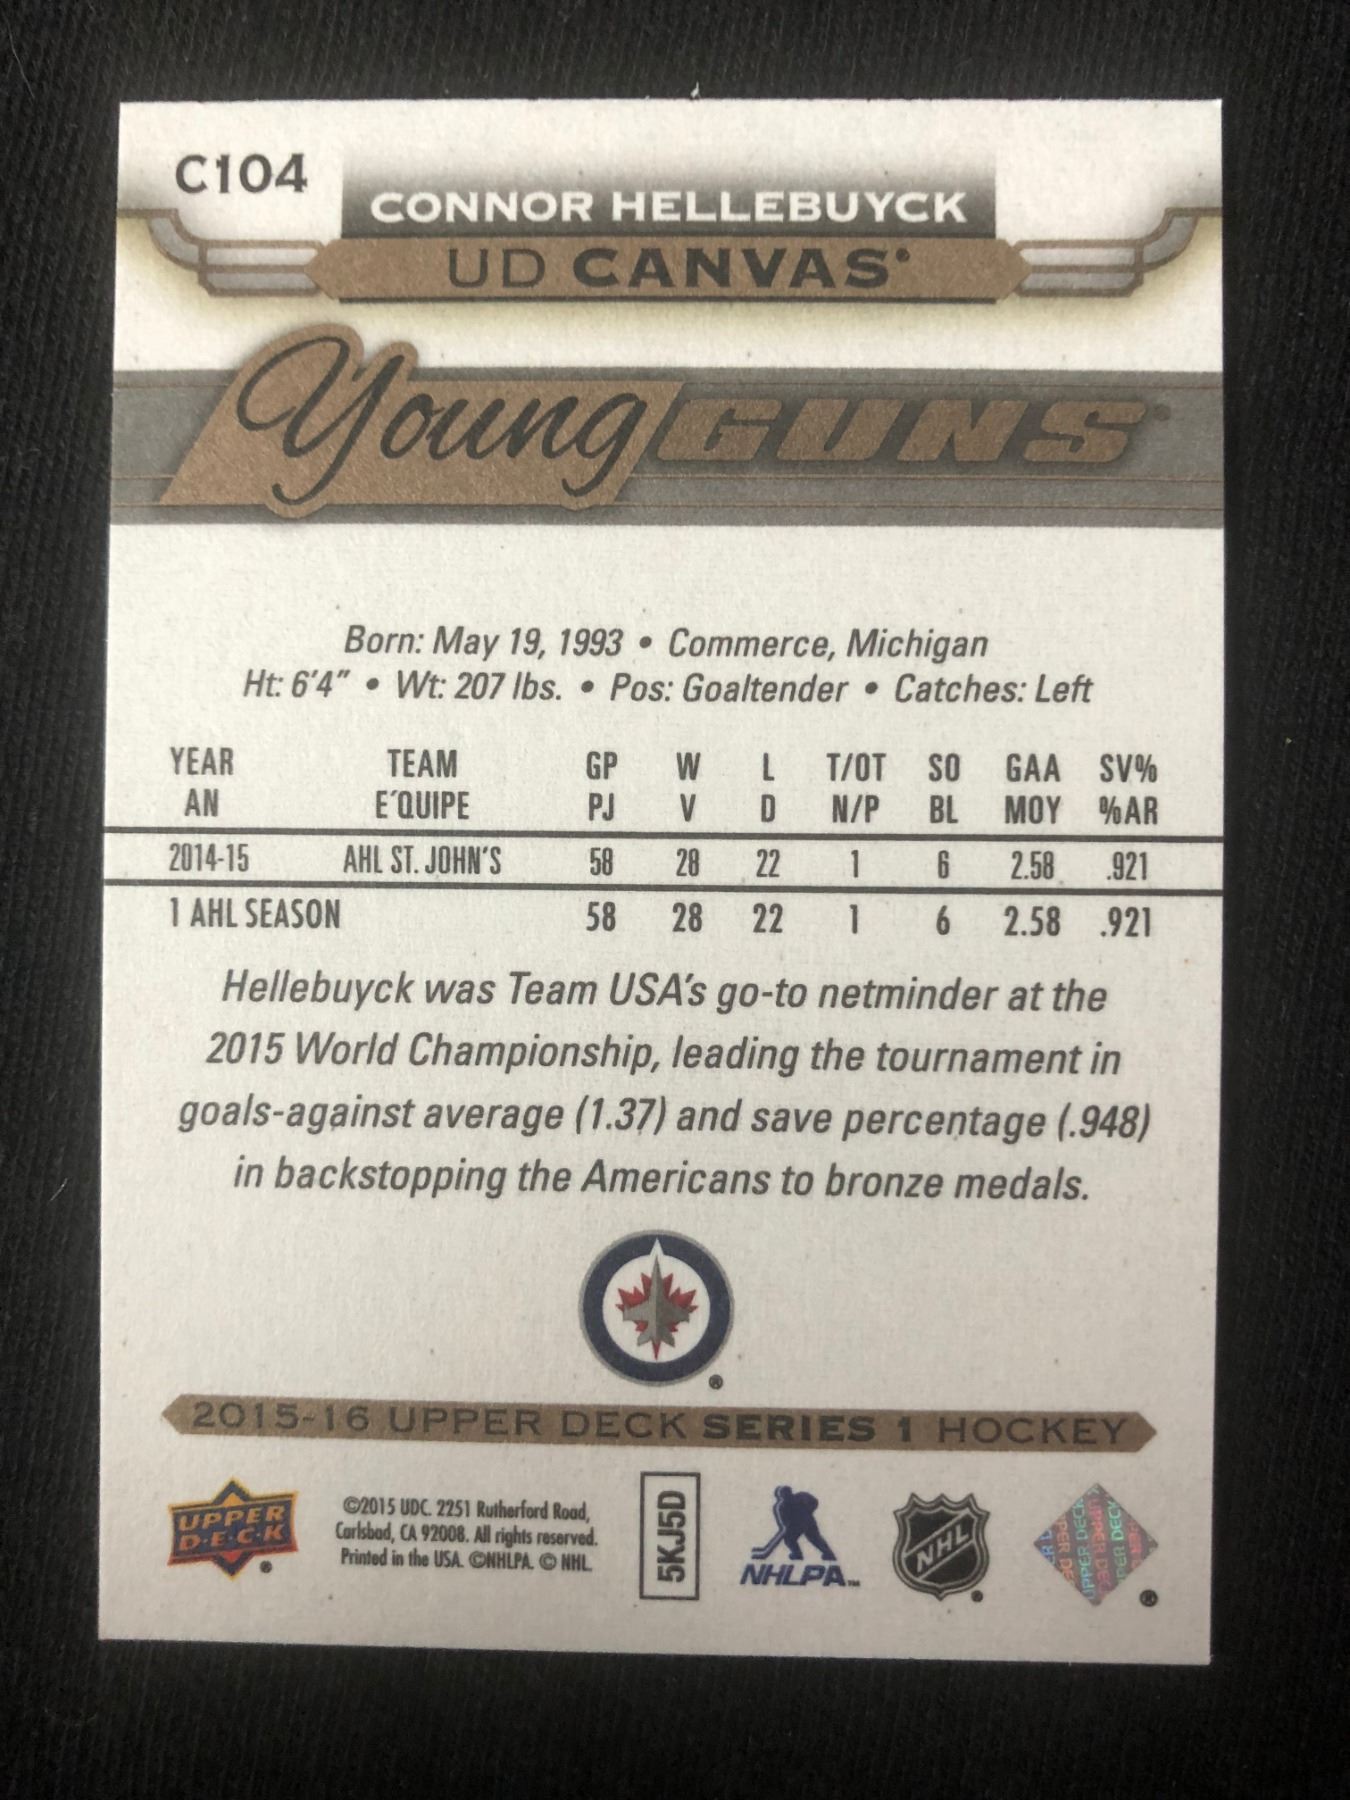 C104
CONNOR HELLEBUYCK
UD CANVAS®
Young GUNS®
Born: May 19, 1993 • Commerce, Michigan
Ht: 6'4" • Wt: 207 lbs. • Pos: Goaltender • Catches: Left
YEAR TEAM GP W L T/OT SO GAA SV%
AN E´QUIPE PJ V D N/P BL MOY %AR
2014-15 AHL ST. JOHN'S 58 28 22 1 6 2.58 .921
1 AHL SEASON 58 28 22 1 6 2.58 .921
Hellebuyck was Team USA's go-to netminder at the
2015 World Championship, leading the tournament in
goals-against average (1.37) and save percentage (.948)
in backstopping the Americans to bronze medals.
®
2015-16 UPPER DECK SERIES 1 HOCKEY
UPPER
D•E•C•K
®
©2015 UDC. 2251 Rutherford Road,
Carlsbad, CA 92008. All rights reserved.
Printed in the USA. ©NHLPA. © NHL.
5KJ5D
NHLPA™
NHL
®
UPPER DECK
®